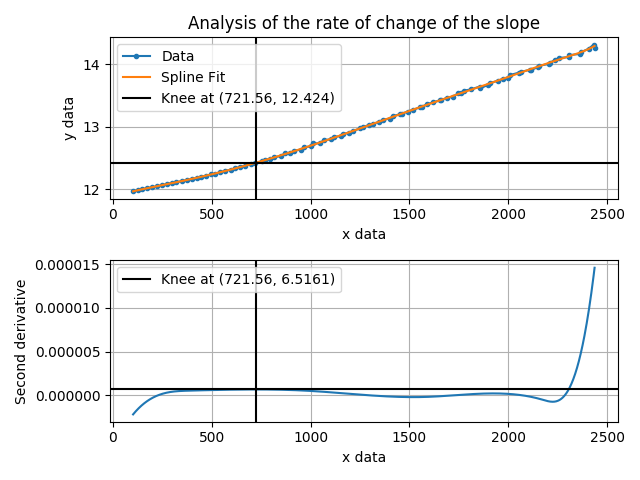 Analysis of the rate of change of the slope
Data
Spline Fit
Knee at (721.56, 12.424)
y data
14
13
12
0 500 1000 1500 2000 2500
x data
Knee at (721.56, 6.5161)
Second derivative
0.000015
0.000010
0.000005
0.000000
0 500 1000 1500 2000 2500
x data